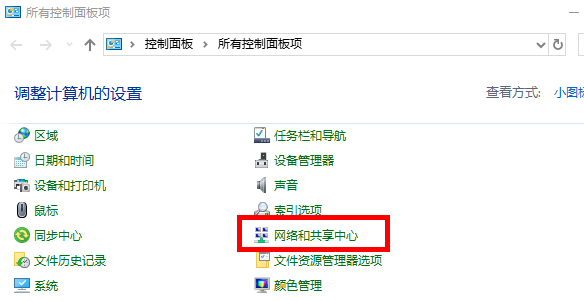 所有控制面板项
控制面板 所有控制面板项
调整计算机的设置 查看方式: 小图标
区域 任务栏和导航
日期和时间 设备管理器
设备和打印机 声音
鼠标 索引选项
同步中心 网络和共享中心
文件历史记录 文件资源管理器选项
系统 颜色管理